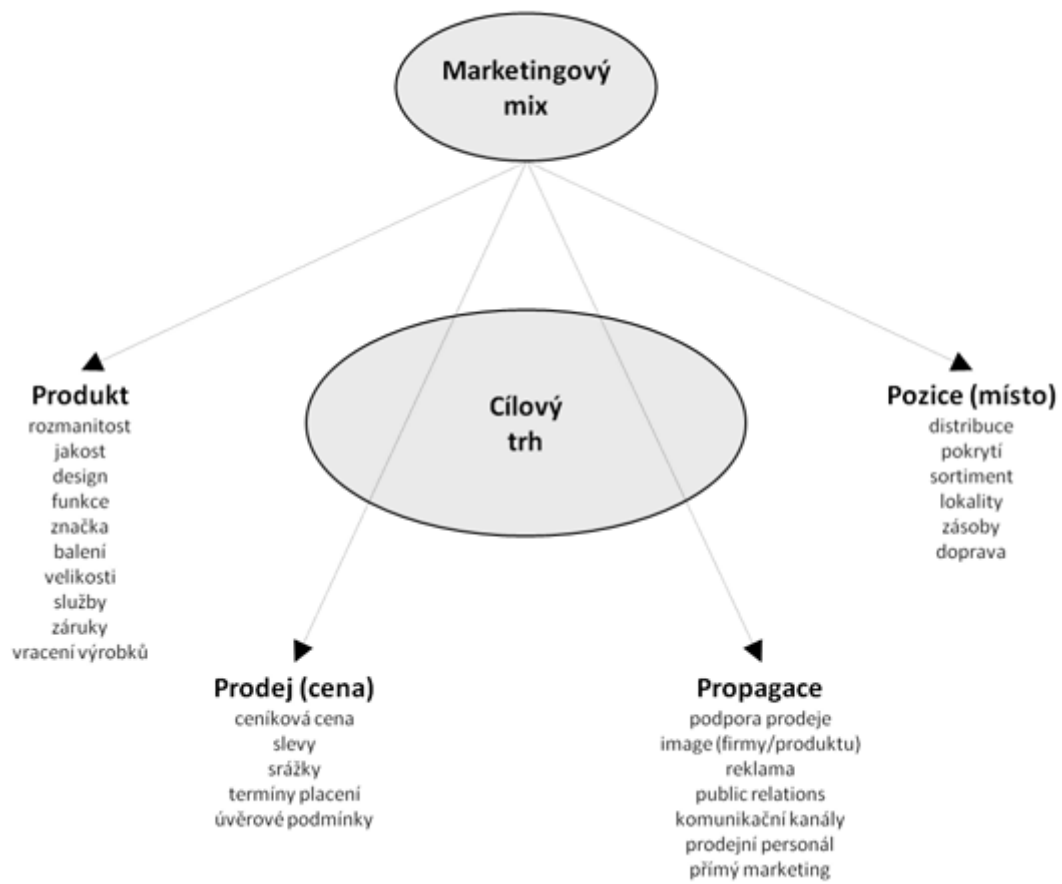 Marketingový
mix
Cílový
trh
Produkt
rozmanitost
jakost
design
funkce
značka
balení
velikosti
služby
záruky
vracení výrobků
Prodej (cena)
ceníková cena
slevy
srážky
termíny placení
úvěrové podmínky
Propagace
podpora prodeje
image (firmy/produktu)
reklama
public relations
komunikační kanály
prodejní personál
přímý marketing
Pozice (místo)
distribuce
pokrytí
sortiment
lokality
zásoby
doprava